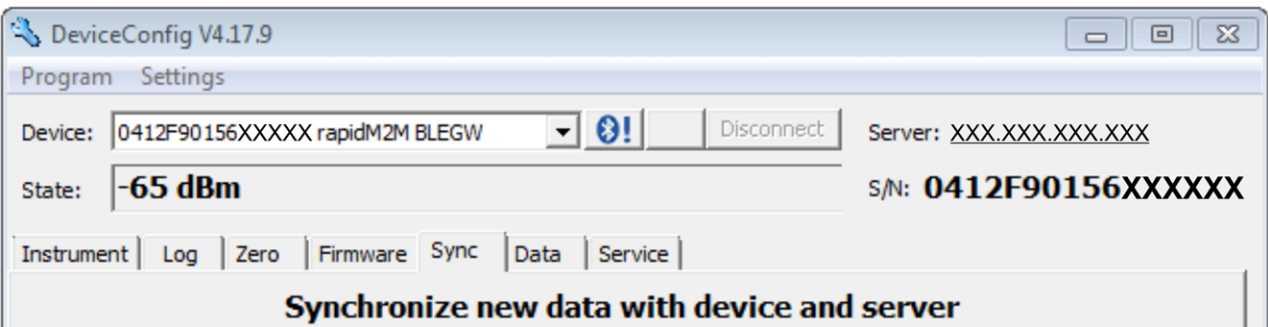 DeviceConfig V4.17.9
Program Settings
Device: 0412F90156XXXXX rapidM2M BLEGW ! Disconnect Server: XXX.XXX.XXX.XXX
State: -65 dBm S/N: 0412F90156XXXXXX
Instrument Log Zero Firmware Sync Data Service
Synchronize new data with device and server